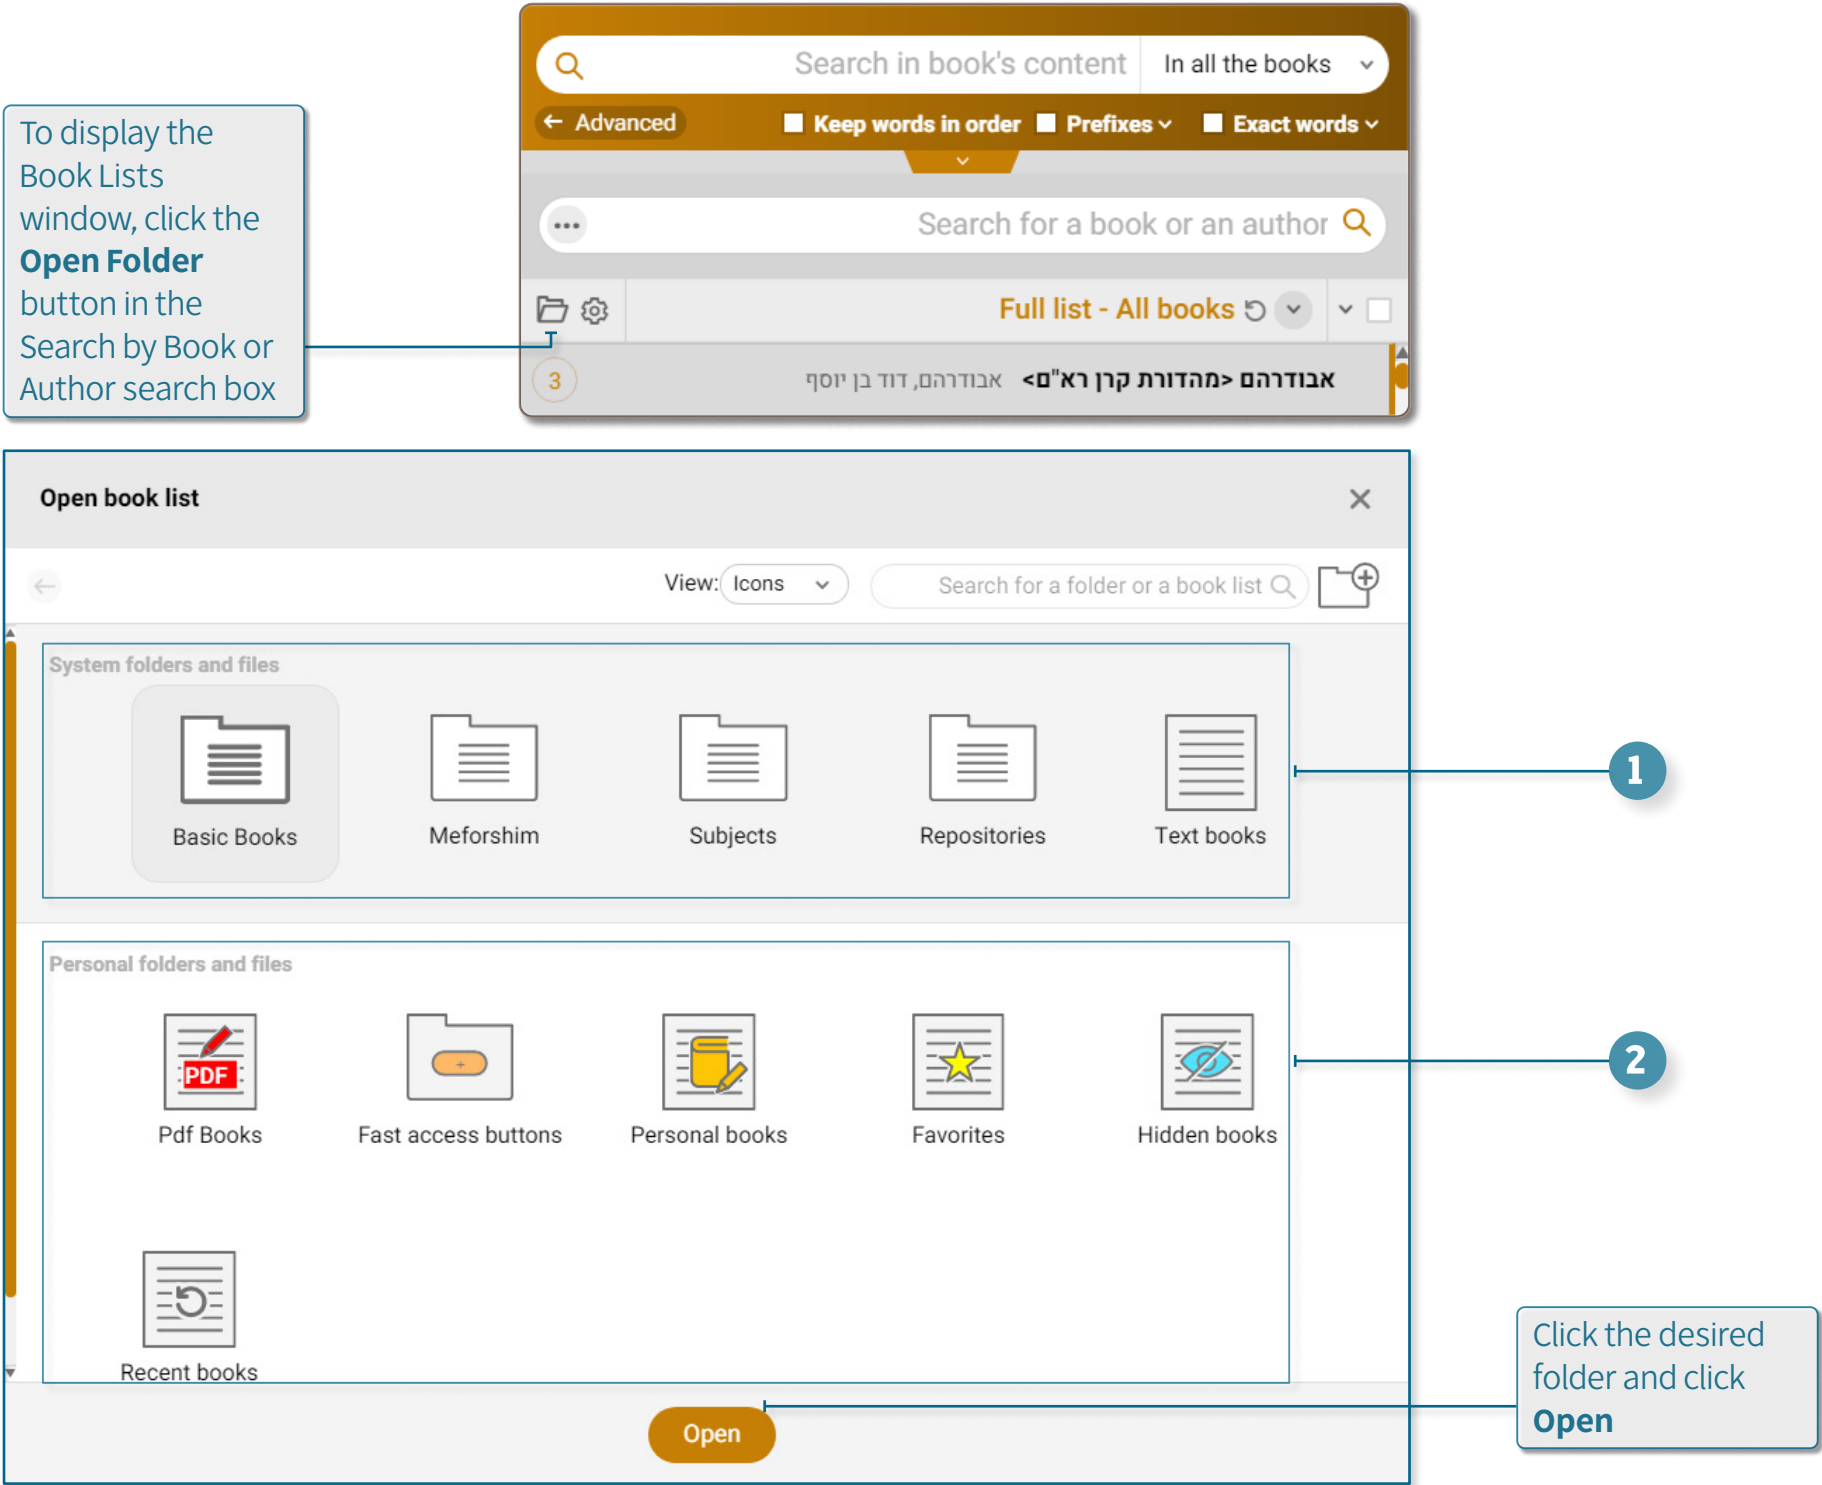 Search in book's content
In all the books
Advanced
Keep words in order
Prefixes
Exact words
To display the
Book Lists
window, click the
Open Folder
button in the
Search by Book or
Author search box
Search for a book or an author
Full list - All books
3
אבודרהם <מהדורת קרן רא"ם> אבודרהם, דוד בן יוסף
Open book list
View: Icons
Search for a folder or a book list
System folders and files
Basic Books
Meforshim
Subjects
Repositories
Text books
1
Personal folders and files
PDF
Pdf Books
Fast access buttons
Personal books
Favorites
Hidden books
2
Recent books
Open
Click the desired
folder and click
Open